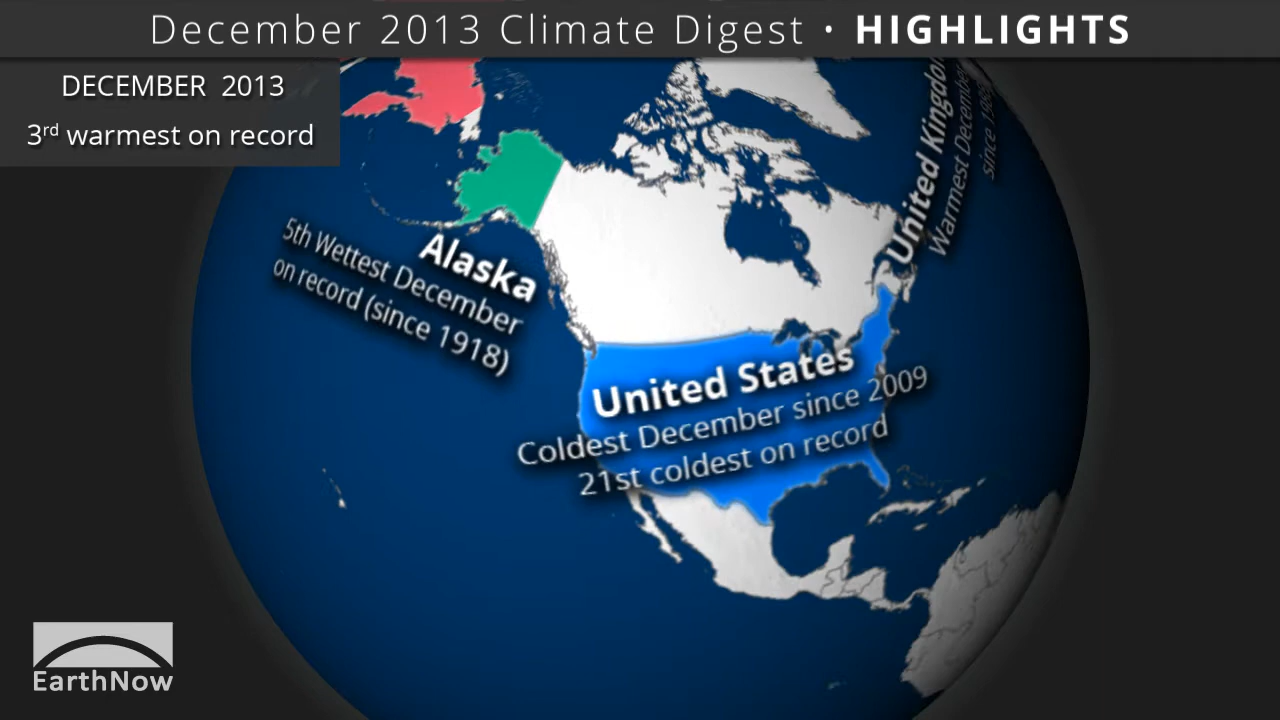 December 2013 Climate Digest • HIGHLIGHTS
DECEMBER 2013
3rd warmest on record
Alaska
5th Wettest December
on record (since 1918)
United States
Coldest December since 2009
21st coldest on record
United Kingdom
Warmest December
since
EarthNow